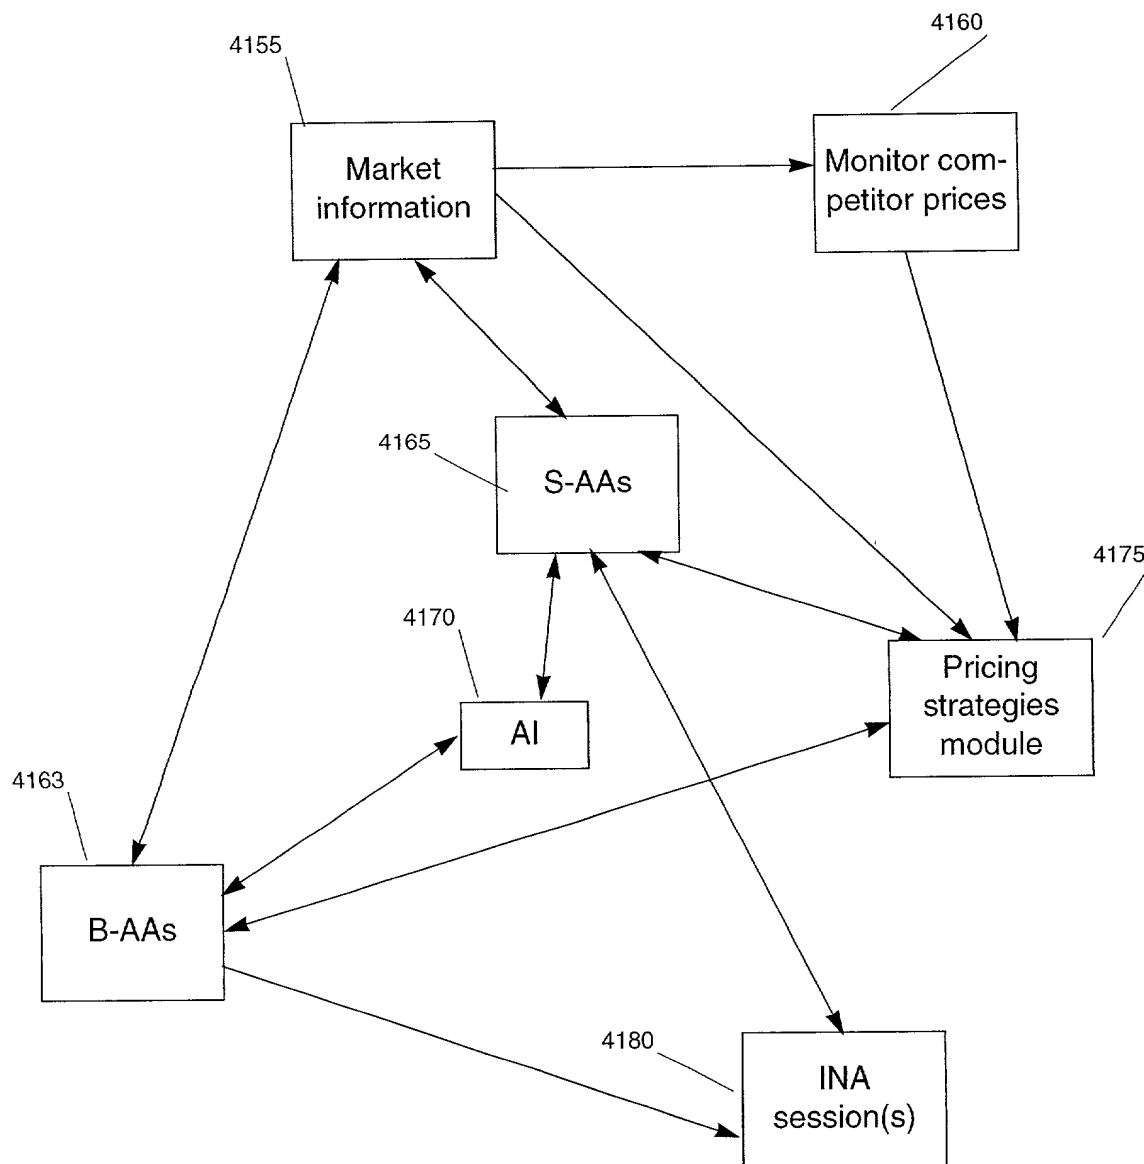 4160
4155
Market
information
Monitor com-
petitor prices
4165
S-AAs
4175
4170
AI
Pricing
strategies
module
4163
B-AAs
4180
INA
session(s)